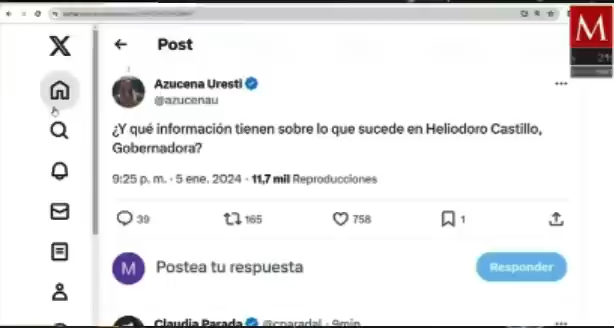 Post
M
Azucena Uresti
@azucenau
¿Y qué información tienen sobre lo que sucede en Heliodoro Castillo,
Gobernadora?
9:25 p. m. · 5 ene. 2024 · 11,7 mil Reproducciones
39 165 758 1
M Postea tu respuesta Responder
Claudia Parada @cparadal · 9min